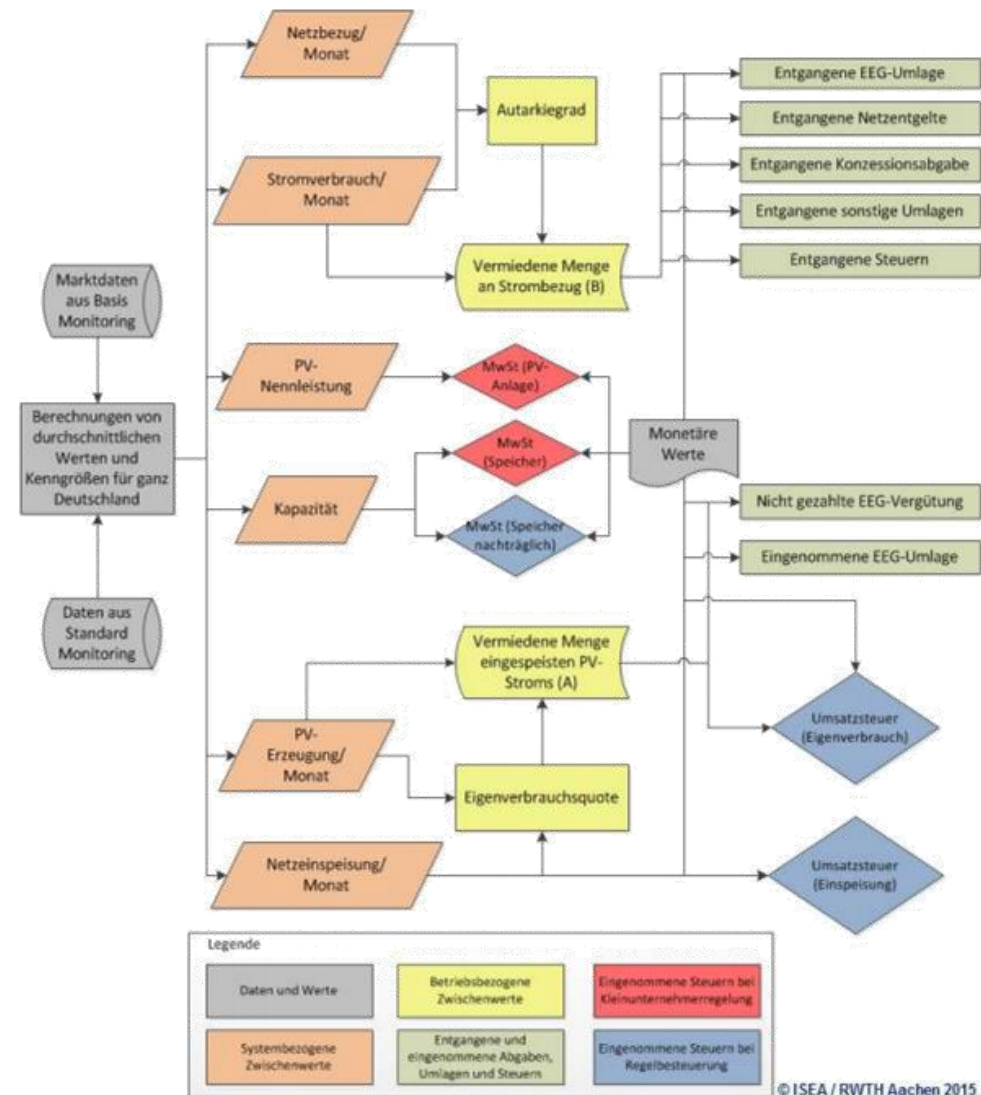 Netzbezug/
Monat
Stromverbrauch/
Monat
Autarkiegrad
Vermiedene Menge
an Strombezug (B)
Entgangene EEG-Umlage
Entgangene Netzentgelte
Entgangene Konzessionsabgabe
Entgangene sonstige Umlagen
Entgangene Steuern
Marktdaten
aus Basis
Monitoring
Berechnungen von
durchschnittlichen
Werten und
Kenngrößen für ganz
Deutschland
Daten aus
Standard
Monitoring
PV-
Nennleistung
Kapazität
MwSt (PV-
Anlage)
MwSt
(Speicher)
MwSt (Speicher
nachträglich)
Monetäre
Werte
Nicht gezahlte EEG-Vergütung
Eingenommene EEG-Umlage
Vermiedene Menge
eingespeisten PV-
Stroms (A)
PV-
Erzeugung/
Monat
Eigenverbrauchsquote
Netzeinspeisung/
Monat
Umsatzsteuer
(Eigenverbrauch)
Umsatzsteuer
(Einspeisung)
Legende
Daten und Werte
Betriebsbezogene
Zwischenwerte
Eingenommene Steuern bei
Kleinunternehmerregelung
Systembezogene
Zwischenwerte
Entgangene und
eingenommene Abgaben,
Umlagen und Steuern
Eingenommene Steuern bei
Regelbesteuerung
© ISEA / RWTH Aachen 2015